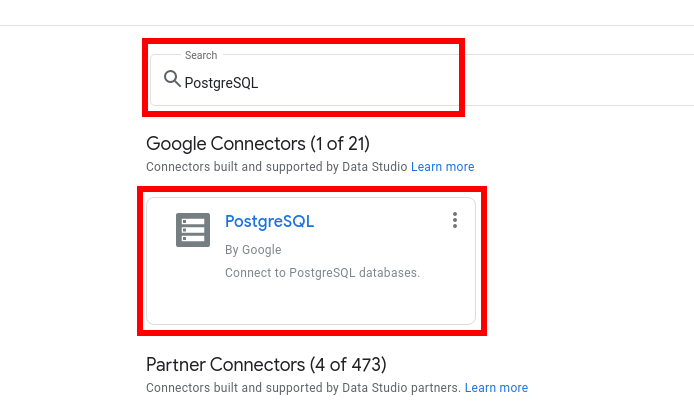 Search
PostgreSQL
Google Connectors (1 of 21)
Connectors built and supported by Data Studio Learn more
PostgreSQL
By Google
Connect to PostgreSQL databases.
Partner Connectors (4 of 473)
Connectors built and supported by Data Studio partners. Learn more